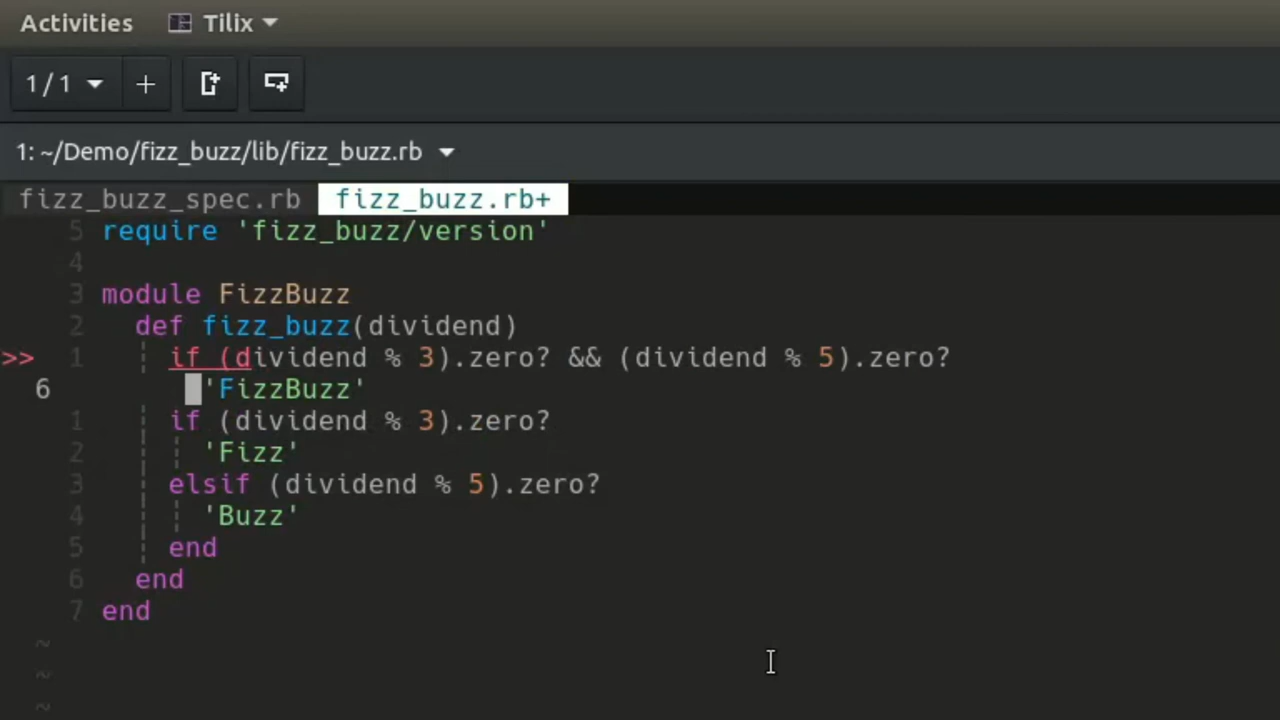 Activities Tilix
1 / 1 +
1: ~/Demo/fizz_buzz/lib/fizz_buzz.rb
fizz_buzz_spec.rb fizz_buzz.rb+
5 require 'fizz_buzz/version'
4
3 module FizzBuzz
2 def fizz_buzz(dividend)
>> 1 if (dividend % 3).zero? && (dividend % 5).zero?
6 'FizzBuzz'
1 if (dividend % 3).zero?
2 'Fizz'
3 elsif (dividend % 5).zero?
4 'Buzz'
5 end
6 end
7 end
~
~
~